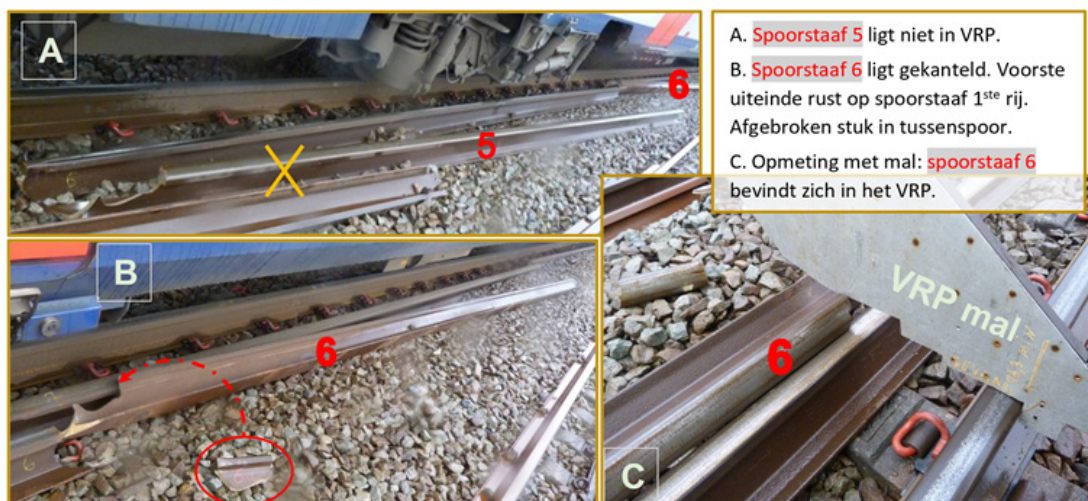 A
6
5
A. Spoorstaaf 5 ligt niet in VRP.
B. Spoorstaaf 6 ligt gekanteld. Voorste
uiteinde rust op spoorstaaf 1ste rij.
Afgebroken stuk in tussenspoor.
C. Opmeting met mal: spoorstaaf 6
bevindt zich in het VRP.
B
6
6
VRP mal
6
C